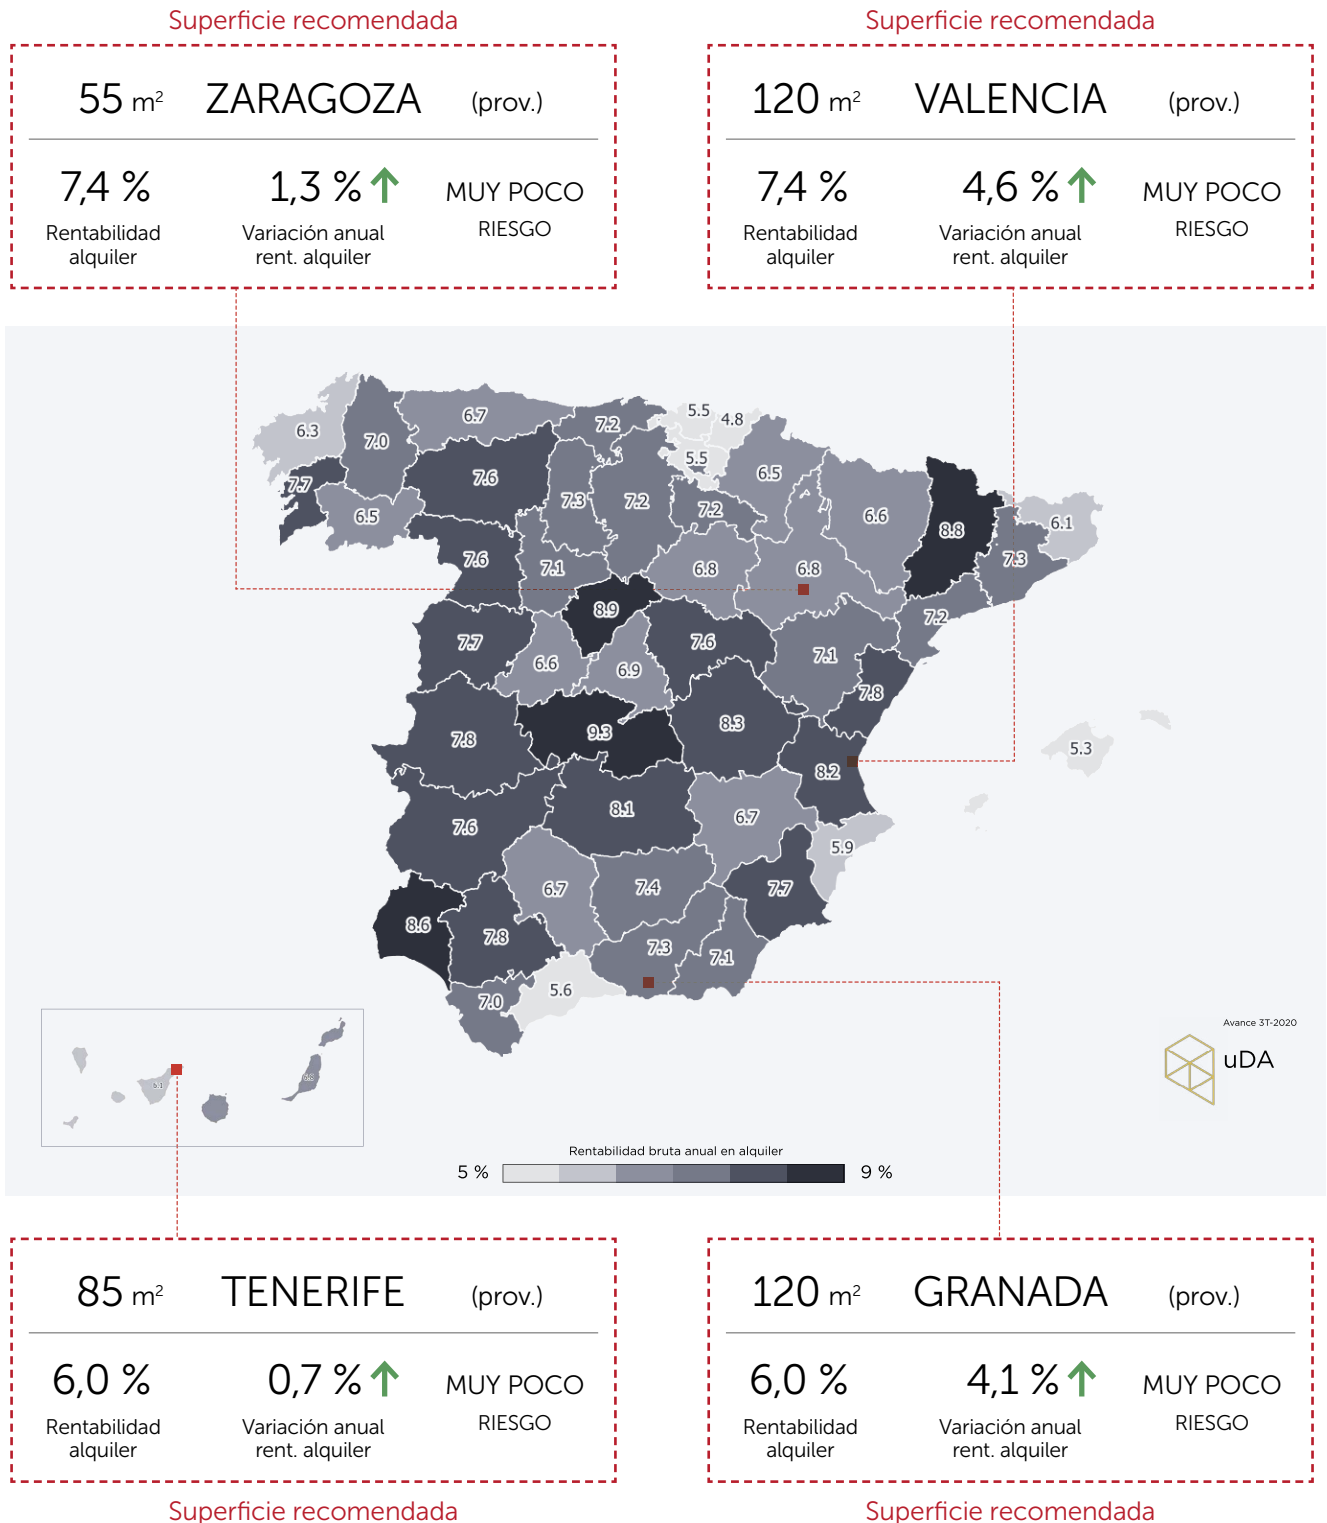 Superficie recomendada
55 m² ZARAGOZA (prov.)
7,4 % 1,3 % MUY POCO
Rentabilidad Variación anual RIESGO
alquiler rent. alquiler
Superficie recomendada
120 m² VALENCIA (prov.)
7,4 % 4,6 % MUY POCO
Rentabilidad Variación anual RIESGO
alquiler rent. alquiler
6.3
7.0
6.7
7.2
5.5
4.8
5.5
7.7
6.5
7.6
7.3
7.2
7.2
6.5
6.6
8.8
7.3
6.1
7.6
7.1
6.8
6.8
7.2
8.9
7.7
6.6
6.9
7.6
7.1
7.8
7.8
9.3
8.3
8.2
5.3
7.6
8.1
6.7
5.9
8.6
7.8
6.7
7.4
7.7
7.3
7.1
7.0
5.6
6.1
Avance 3T-2020
uDA
Rentabilidad bruta anual en alquiler
5 % 9 %
85 m² TENERIFE (prov.)
6,0 % 0,7 % MUY POCO
Rentabilidad Variación anual RIESGO
alquiler rent. alquiler
Superficie recomendada
120 m² GRANADA (prov.)
6,0 % 4,1 % MUY POCO
Rentabilidad Variación anual RIESGO
alquiler rent. alquiler
Superficie recomendada